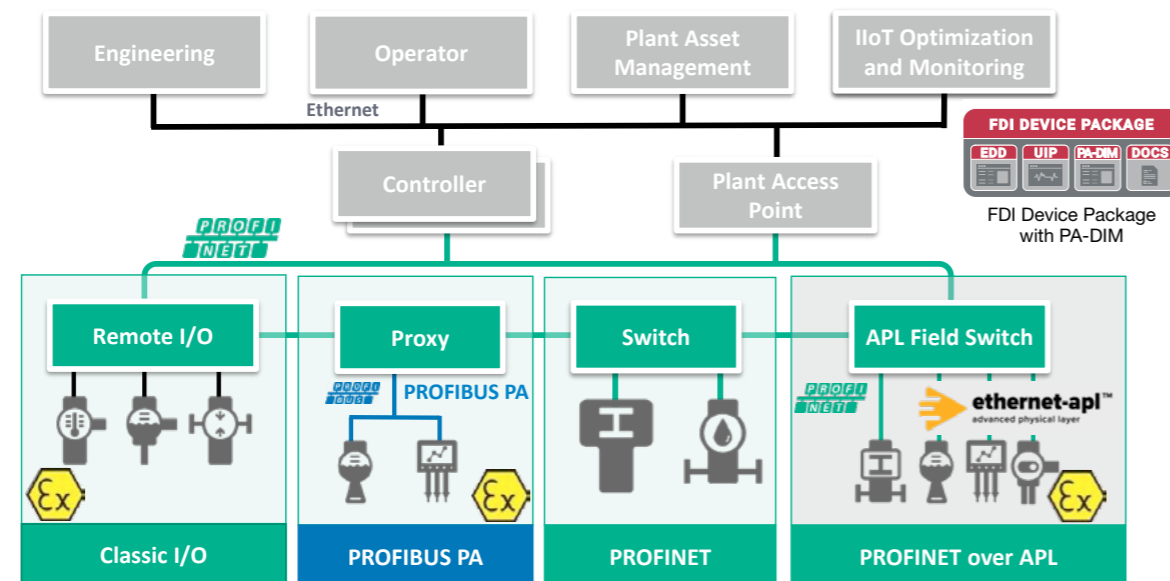 Engineering
Operator
Plant Asset
Management
IIoT Optimization
and Monitoring
Ethernet
FDI DEVICE PACKAGE
EDD
UIP
PA-DIM
DOCS
FDI Device Package
with PA-DIM
Controller
Plant Access
Point
PROFI
NET
Remote I/O
Proxy
Switch
APL Field Switch
PROFI
BUS
PROFIBUS PA
PROFI
NET
ethernet-apl™
advanced physical layer
Ex
Ex
Ex
Classic I/O
PROFIBUS PA
PROFINET
PROFINET over APL